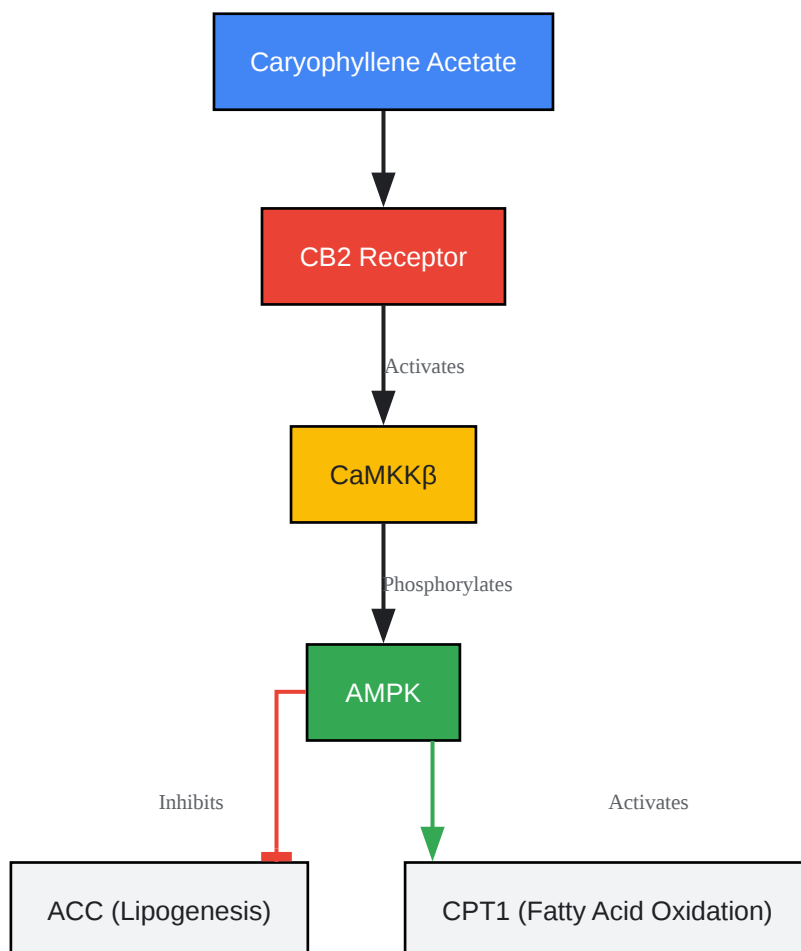 Caryophyllene Acetate
CB2 Receptor
Activates
CaMKKβ
Phosphorylates
AMPK
Inhibits
Activates
ACC (Lipogenesis)
CPT1 (Fatty Acid Oxidation)